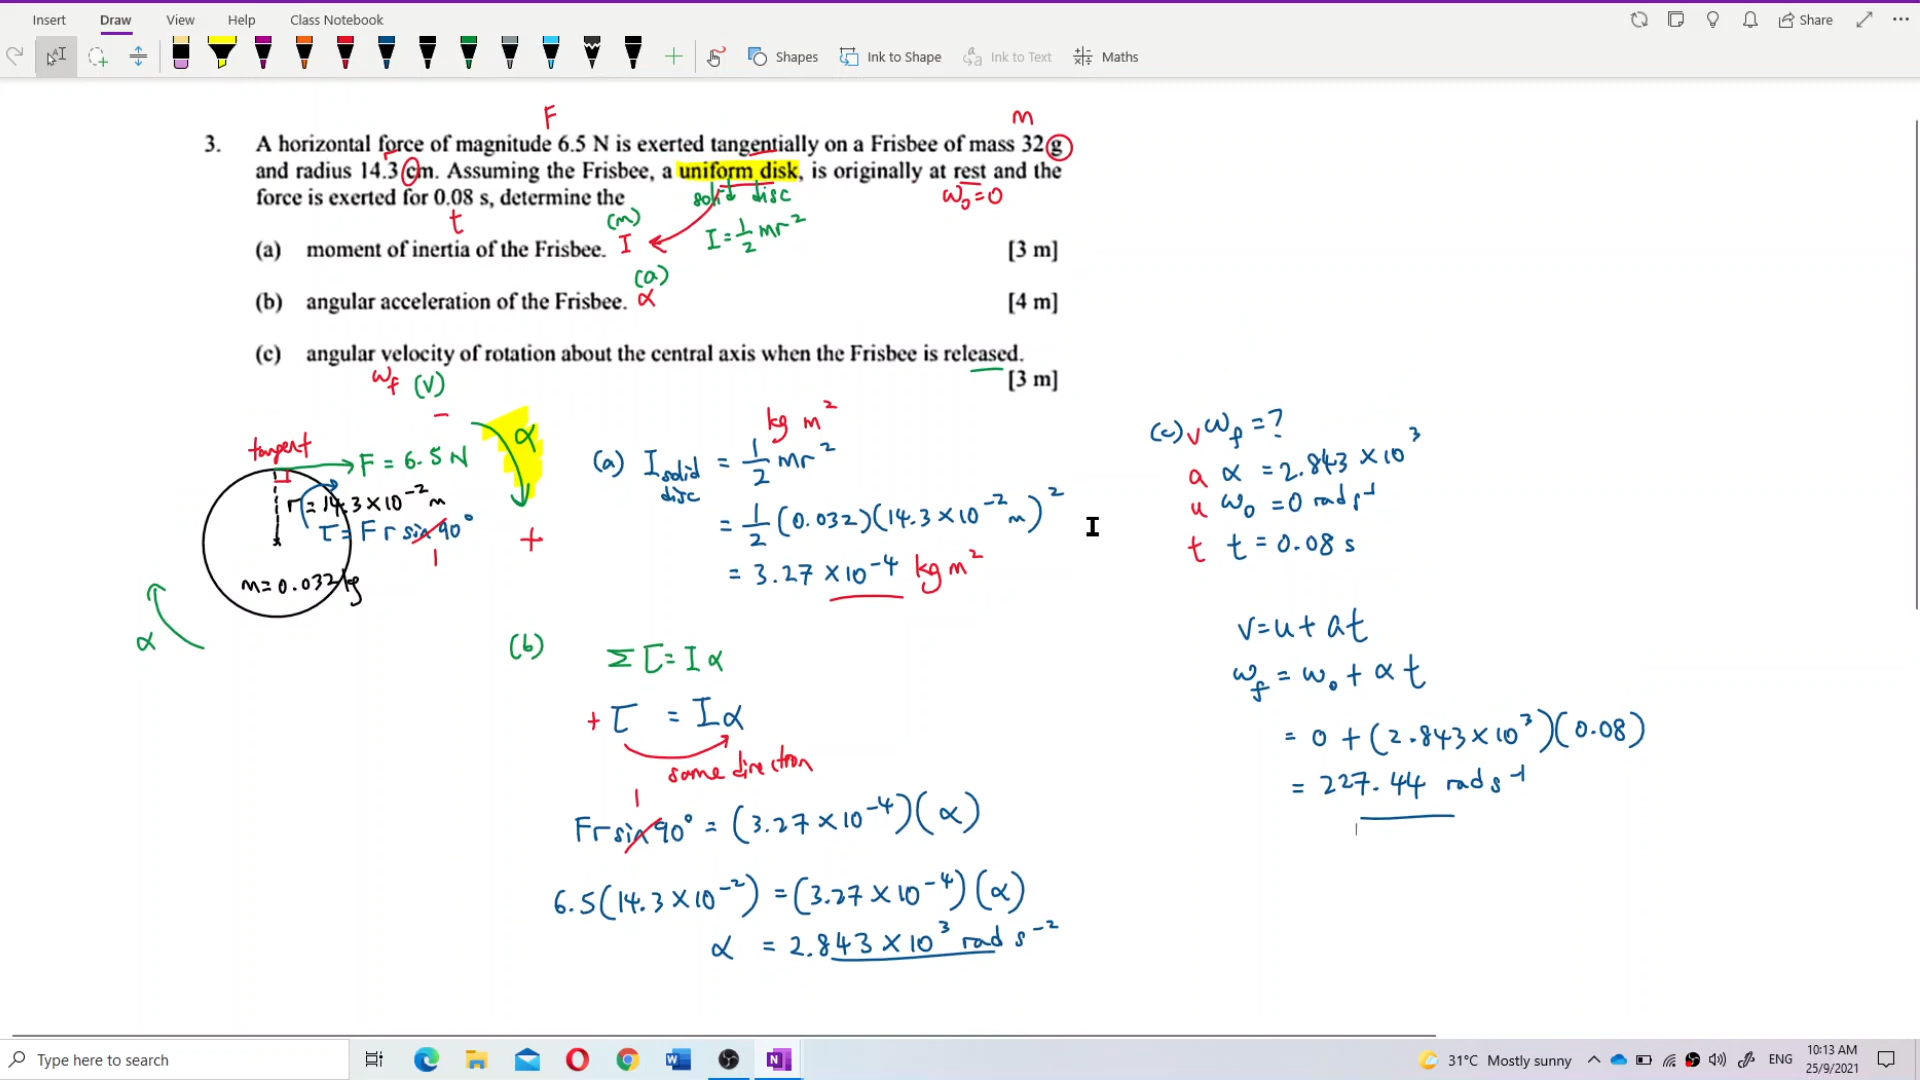 Insert Draw View Help Class Notebook
Share
Shapes Ink to Shape Ink to Text Maths
F m
3. A horizontal force of magnitude 6.5 N is exerted tangentially on a Frisbee of mass 32 g
r
and radius 14.3 cm. Assuming the Frisbee, a uniform disk, is originally at rest and the
force is exerted for 0.08 s, determine the
solid disc
ω₀=0
t
(m)
I = 1/2 mr²
(a) moment of inertia of the Frisbee. I [3 m]
(α)
(b) angular acceleration of the Frisbee. α [4 m]
(c) angular velocity of rotation about the central axis when the Frisbee is released.
ωf (v)
[3 m]
−
tangent
F = 6.5 N
α
+
r=14.3×10⁻²m
τ = F r sin 90°
1
m=0.032kg
α
kg m²
(a) I solid disc = 1/2 mr²
= 1/2 (0.032)(14.3×10⁻²m)²
= 3.27 ×10⁻⁴ kg m²
(b) Στ = I α
+ τ = Iα
same direction
1
Fr sin 90° = (3.27×10⁻⁴)(α)
6.5(14.3×10⁻²) = (3.27×10⁻⁴)(α)
α = 2.843×10³ rad s⁻²
(c) v ωf = ?
a α = 2.843×10³
u ω₀ = 0 rad s⁻¹
t t = 0.08 s
v=u+at
ωf = ω₀ + αt
= 0 + (2.843×10³)(0.08)
= 227.44 rad s⁻¹
Type here to search
31°C Mostly sunny ENG
10:13 AM
25/9/2021